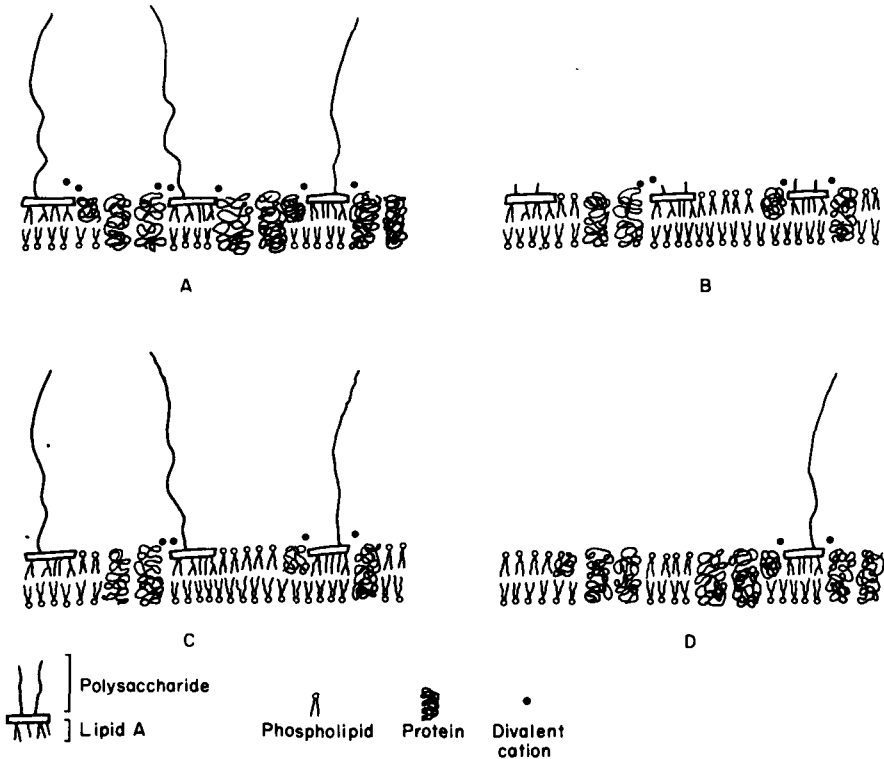 A
B
C
D
Polysaccharide
Lipid A
Phospholipid
Protein
Divalent
cation